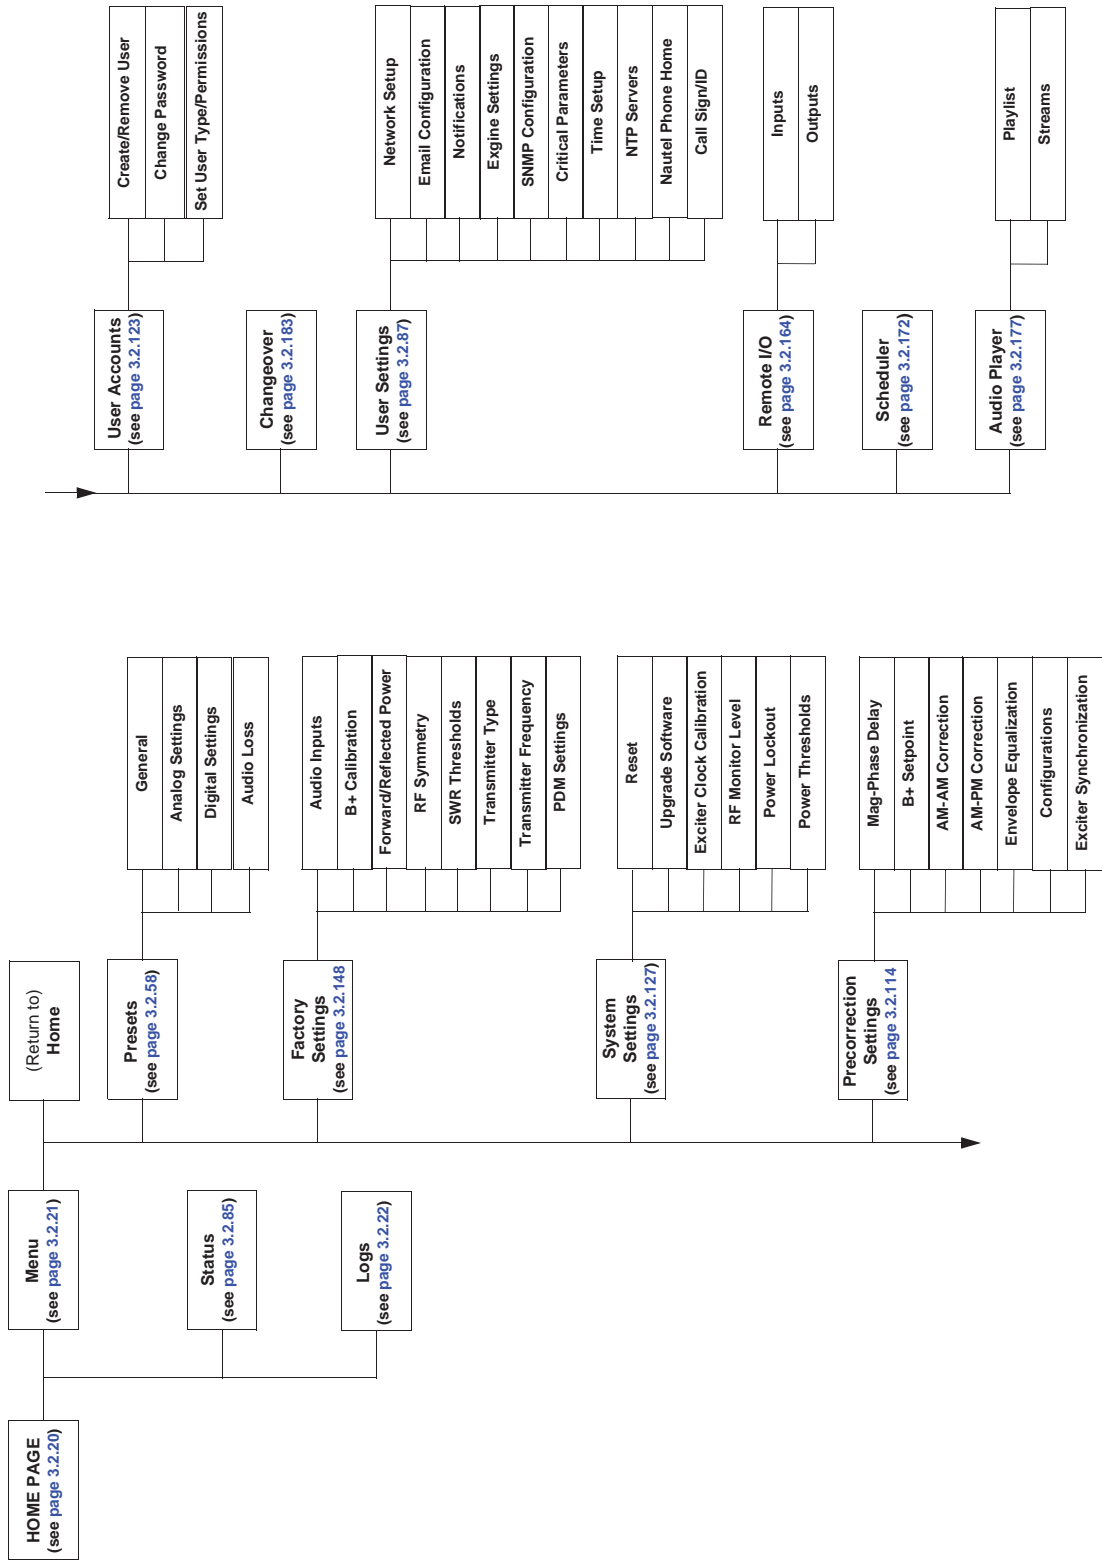 HOME PAGE
(see page 3.2.20)
Menu
(see page 3.2.21)
Status
(see page 3.2.85)
Logs
(see page 3.2.22)
(Return to)
Home
Presets
(see page 3.2.58)
General
Analog Settings
Digital Settings
Audio Loss
Factory
Settings
(see page 3.2.148
Audio Inputs
B+ Calibration
Forward/Reflected Power
RF Symmetry
SWR Thresholds
Transmitter Type
Transmitter Frequency
PDM Settings
System
Settings
(see page 3.2.127)
Reset
Upgrade Software
Exciter Clock Calibration
RF Monitor Level
Power Lockout
Power Thresholds
Precorrection
Settings
(see page 3.2.114
Mag-Phase Delay
B+ Setpoint
AM-AM Correction
AM-PM Correction
Envelope Equalization
Configurations
Exciter Synchronization
User Accounts
(see page 3.2.123)
Create/Remove User
Change Password
Set User Type/Permissions
Changeover
(see page 3.2.183)
User Settings
(see page 3.2.87)
Network Setup
Email Configuration
Notifications
Exgine Settings
SNMP Configuration
Critical Parameters
Time Setup
NTP Servers
Nautel Phone Home
Call Sign/ID
Remote I/O
(see page 3.2.164)
Inputs
Outputs
Scheduler
(see page 3.2.172)
Audio Player
(see page 3.2.177)
Playlist
Streams